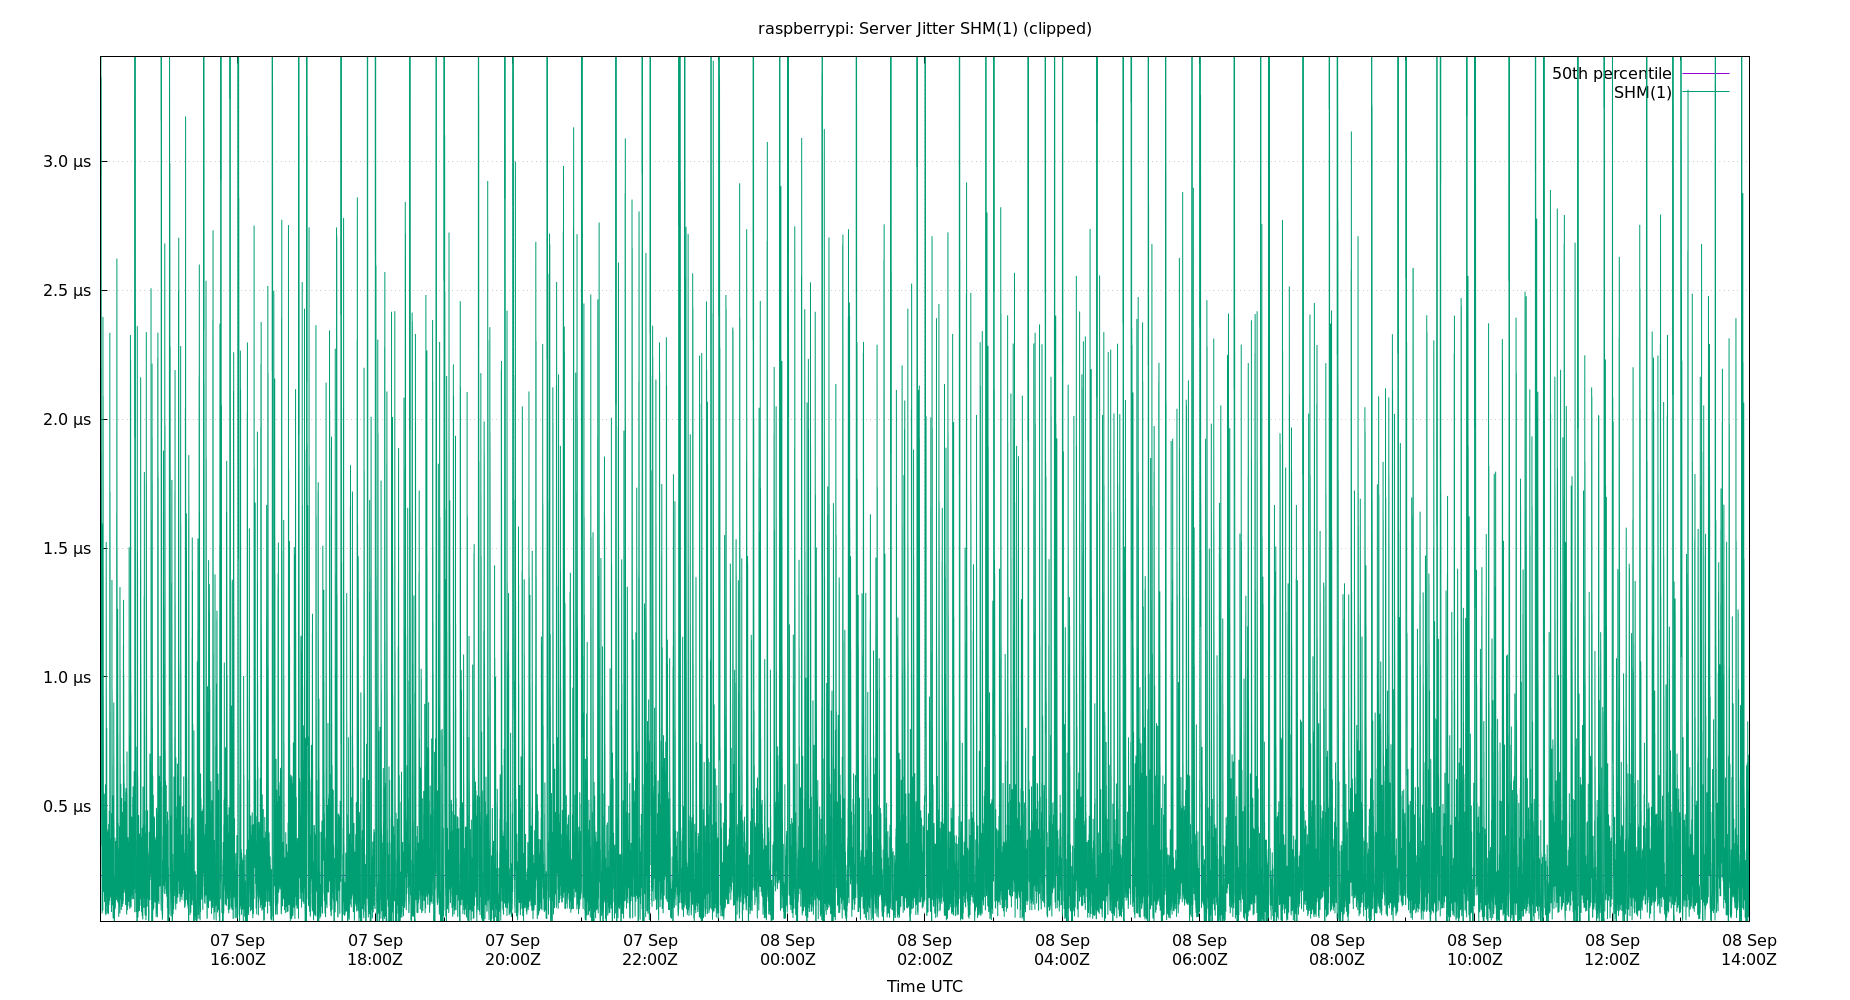 raspberrypi: Server Jitter SHM(1) (clipped)
50th percentile
SHM(1)
3.0 µs
2.5 µs
2.0 µs
1.5 µs
1.0 µs
0.5 µs
07 Sep 07 Sep 07 Sep 07 Sep 08 Sep 08 Sep 08 Sep 08 Sep 08 Sep 08 Sep 08 Sep 08 Sep
16:00Z 18:00Z 20:00Z 22:00Z 00:00Z 02:00Z 04:00Z 06:00Z 08:00Z 10:00Z 12:00Z 14:00Z
Time UTC